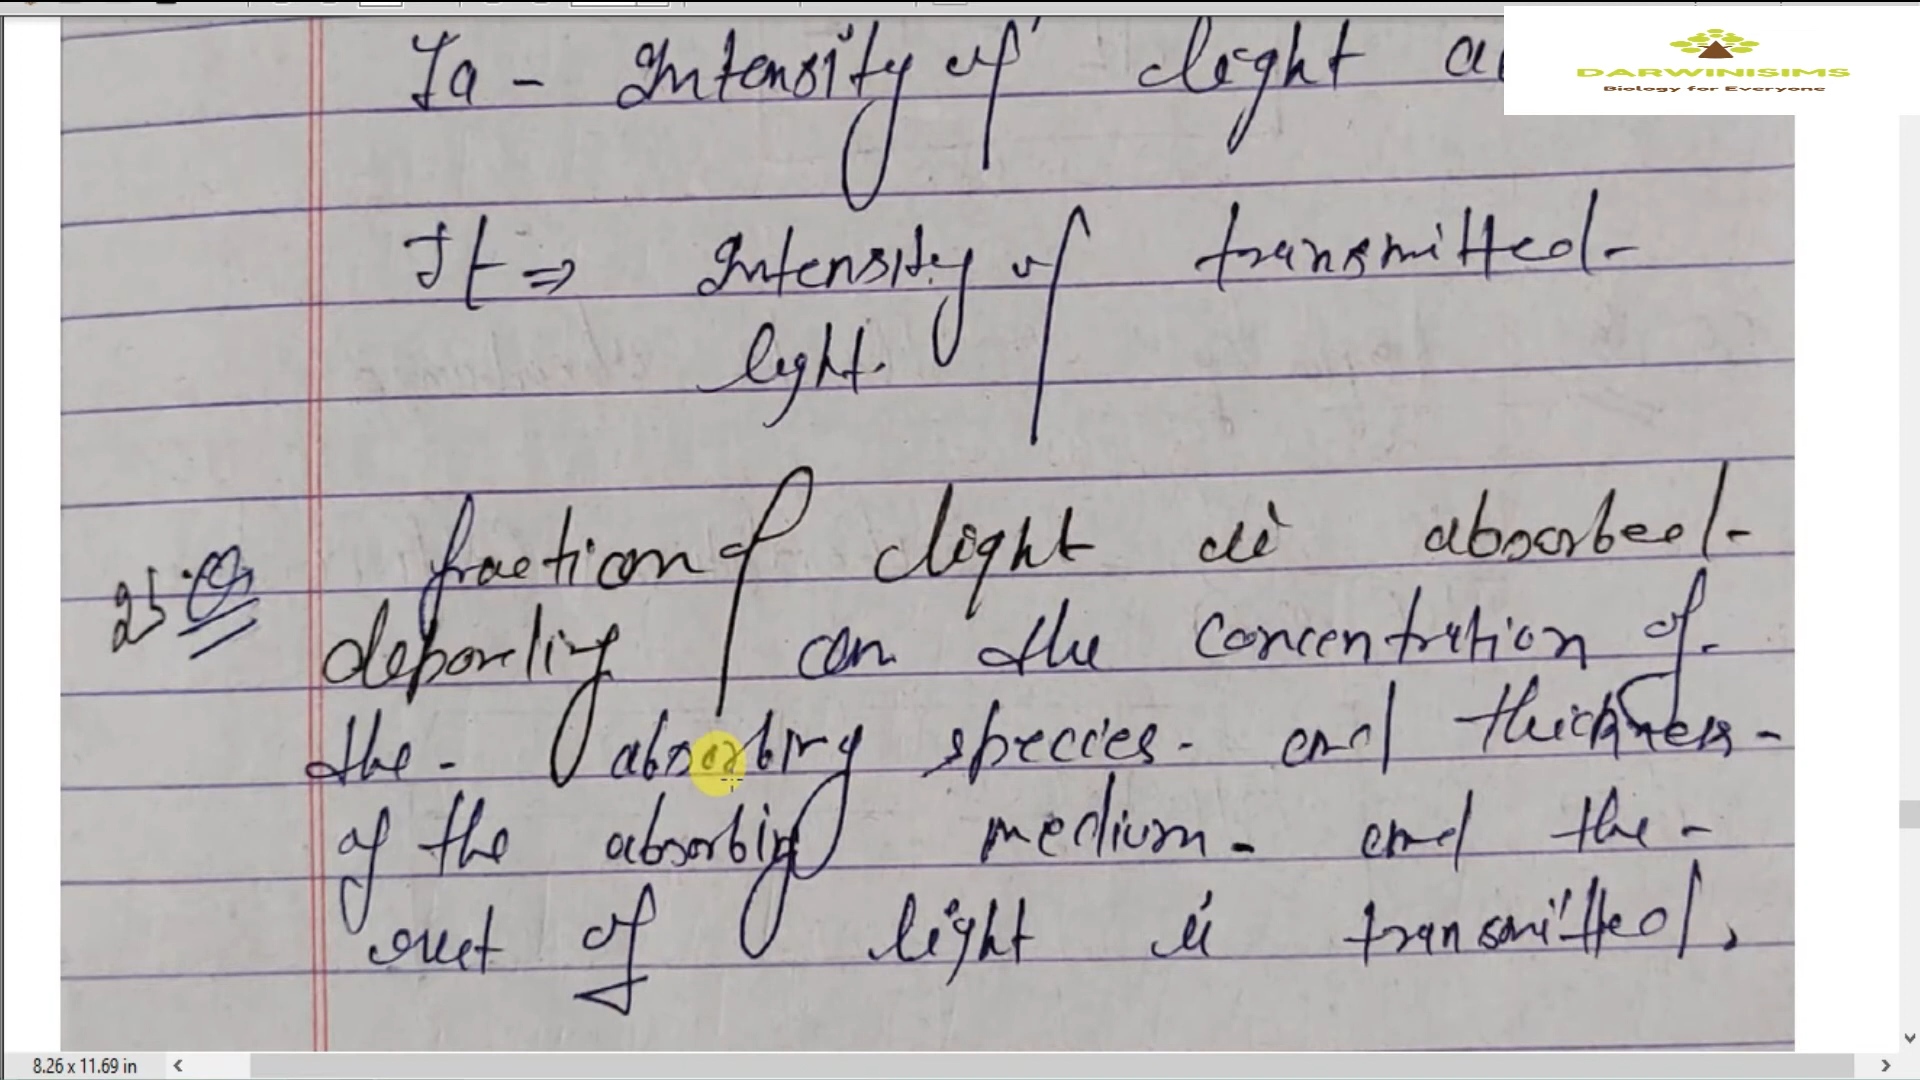 Ia - Intensity of light a
DARWINISIMS
Biology for Everyone
It ⇒ Intensity of transmitted-
light.
25
fraction of light is absorbed-
depending on the concentration of-
the- absorbing species- and thickness-
of the absorbing medium- and the-
rest of light is transmitted,
8.26 x 11.69 in